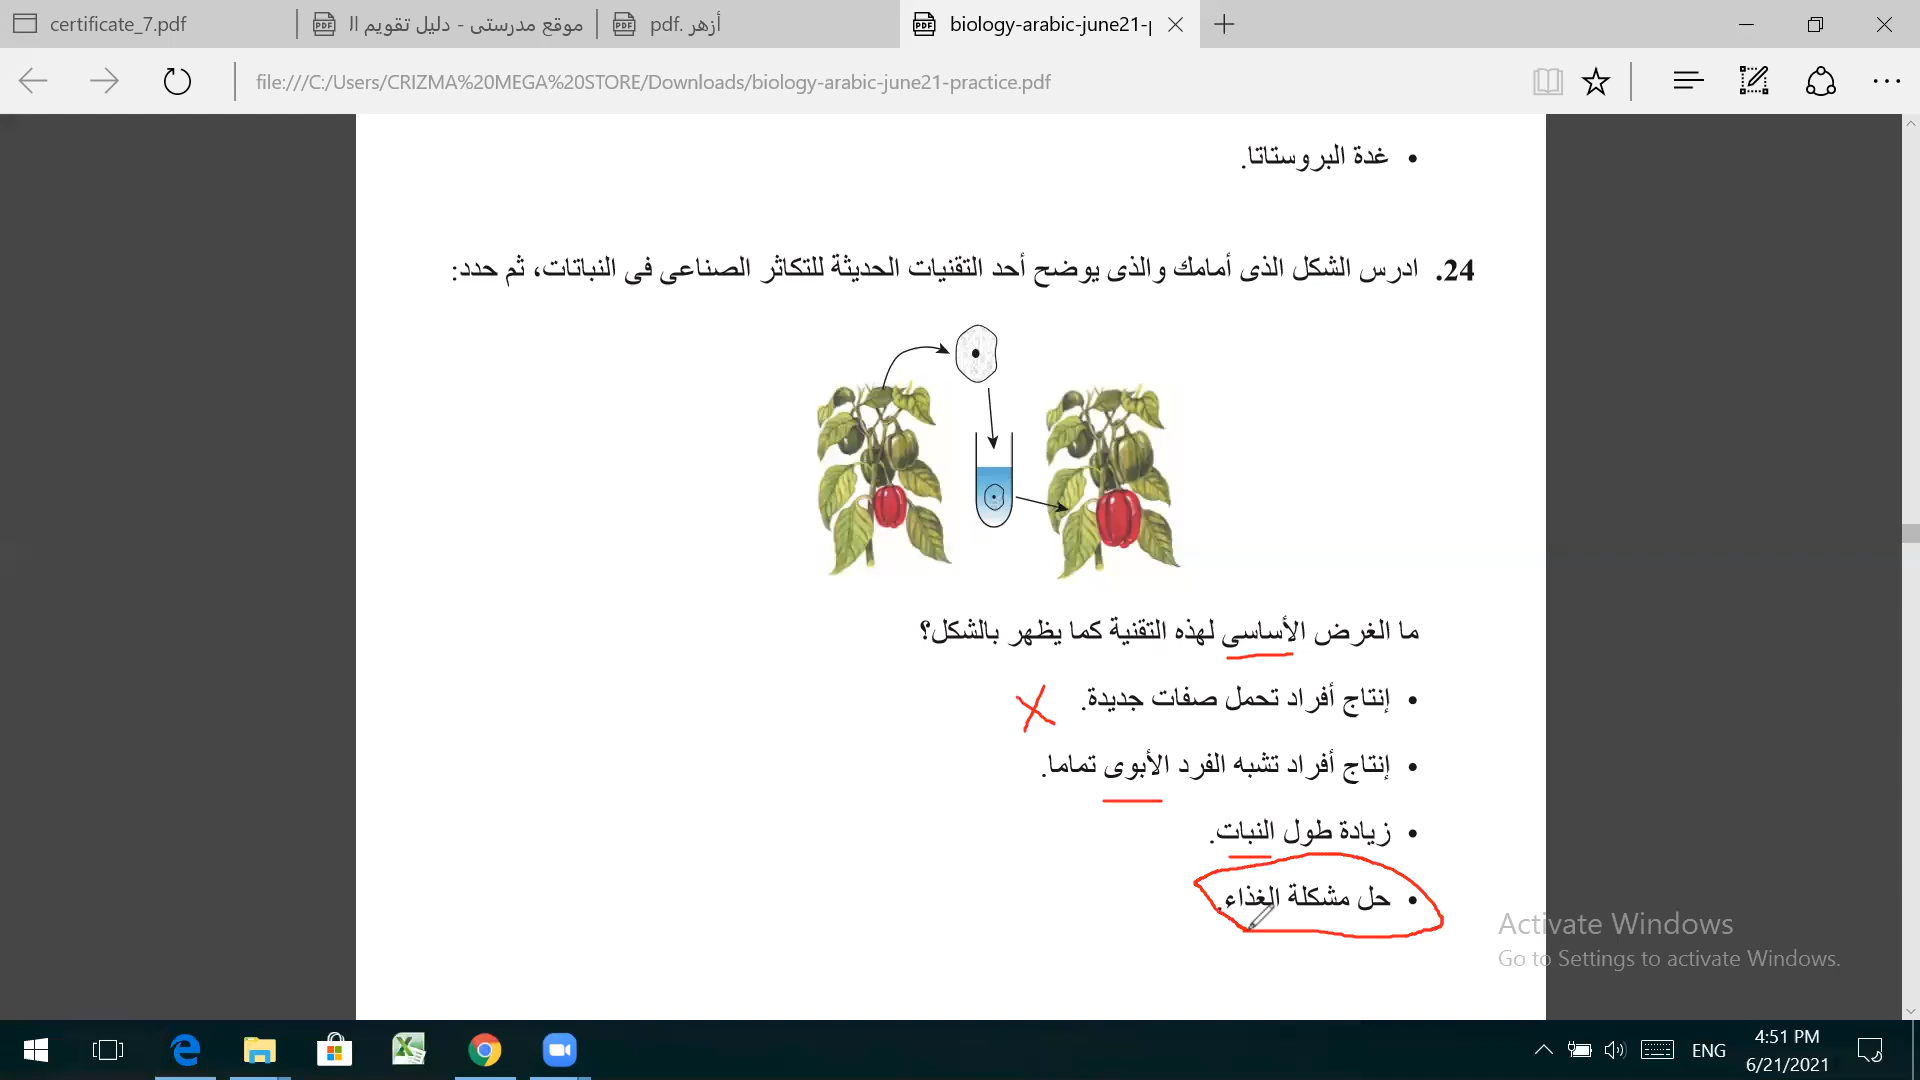 certificate_7.pdf
موقع مدرستى - دليل تقويم ال
أزهر .pdf
biology-arabic-june21-p
file:///C:/Users/CRIZMA%20MEGA%20STORE/Downloads/biology-arabic-june21-practice.pdf
• غدة البروستاتا.
24. ادرس الشكل الذى أمامك والذى يوضح أحد التقنيات الحديثة للتكاثر الصناعى فى النباتات، ثم حدد:
ما الغرض الأساسى لهذه التقنية كما يظهر بالشكل؟
• إنتاج أفراد تحمل صفات جديدة.
• إنتاج أفراد تشبه الفرد الأبوى تماما.
• زيادة طول النبات.
• حل مشكلة الغذاء.
Activate Windows
Go to Settings to activate Windows.
ENG
4:51 PM
6/21/2021